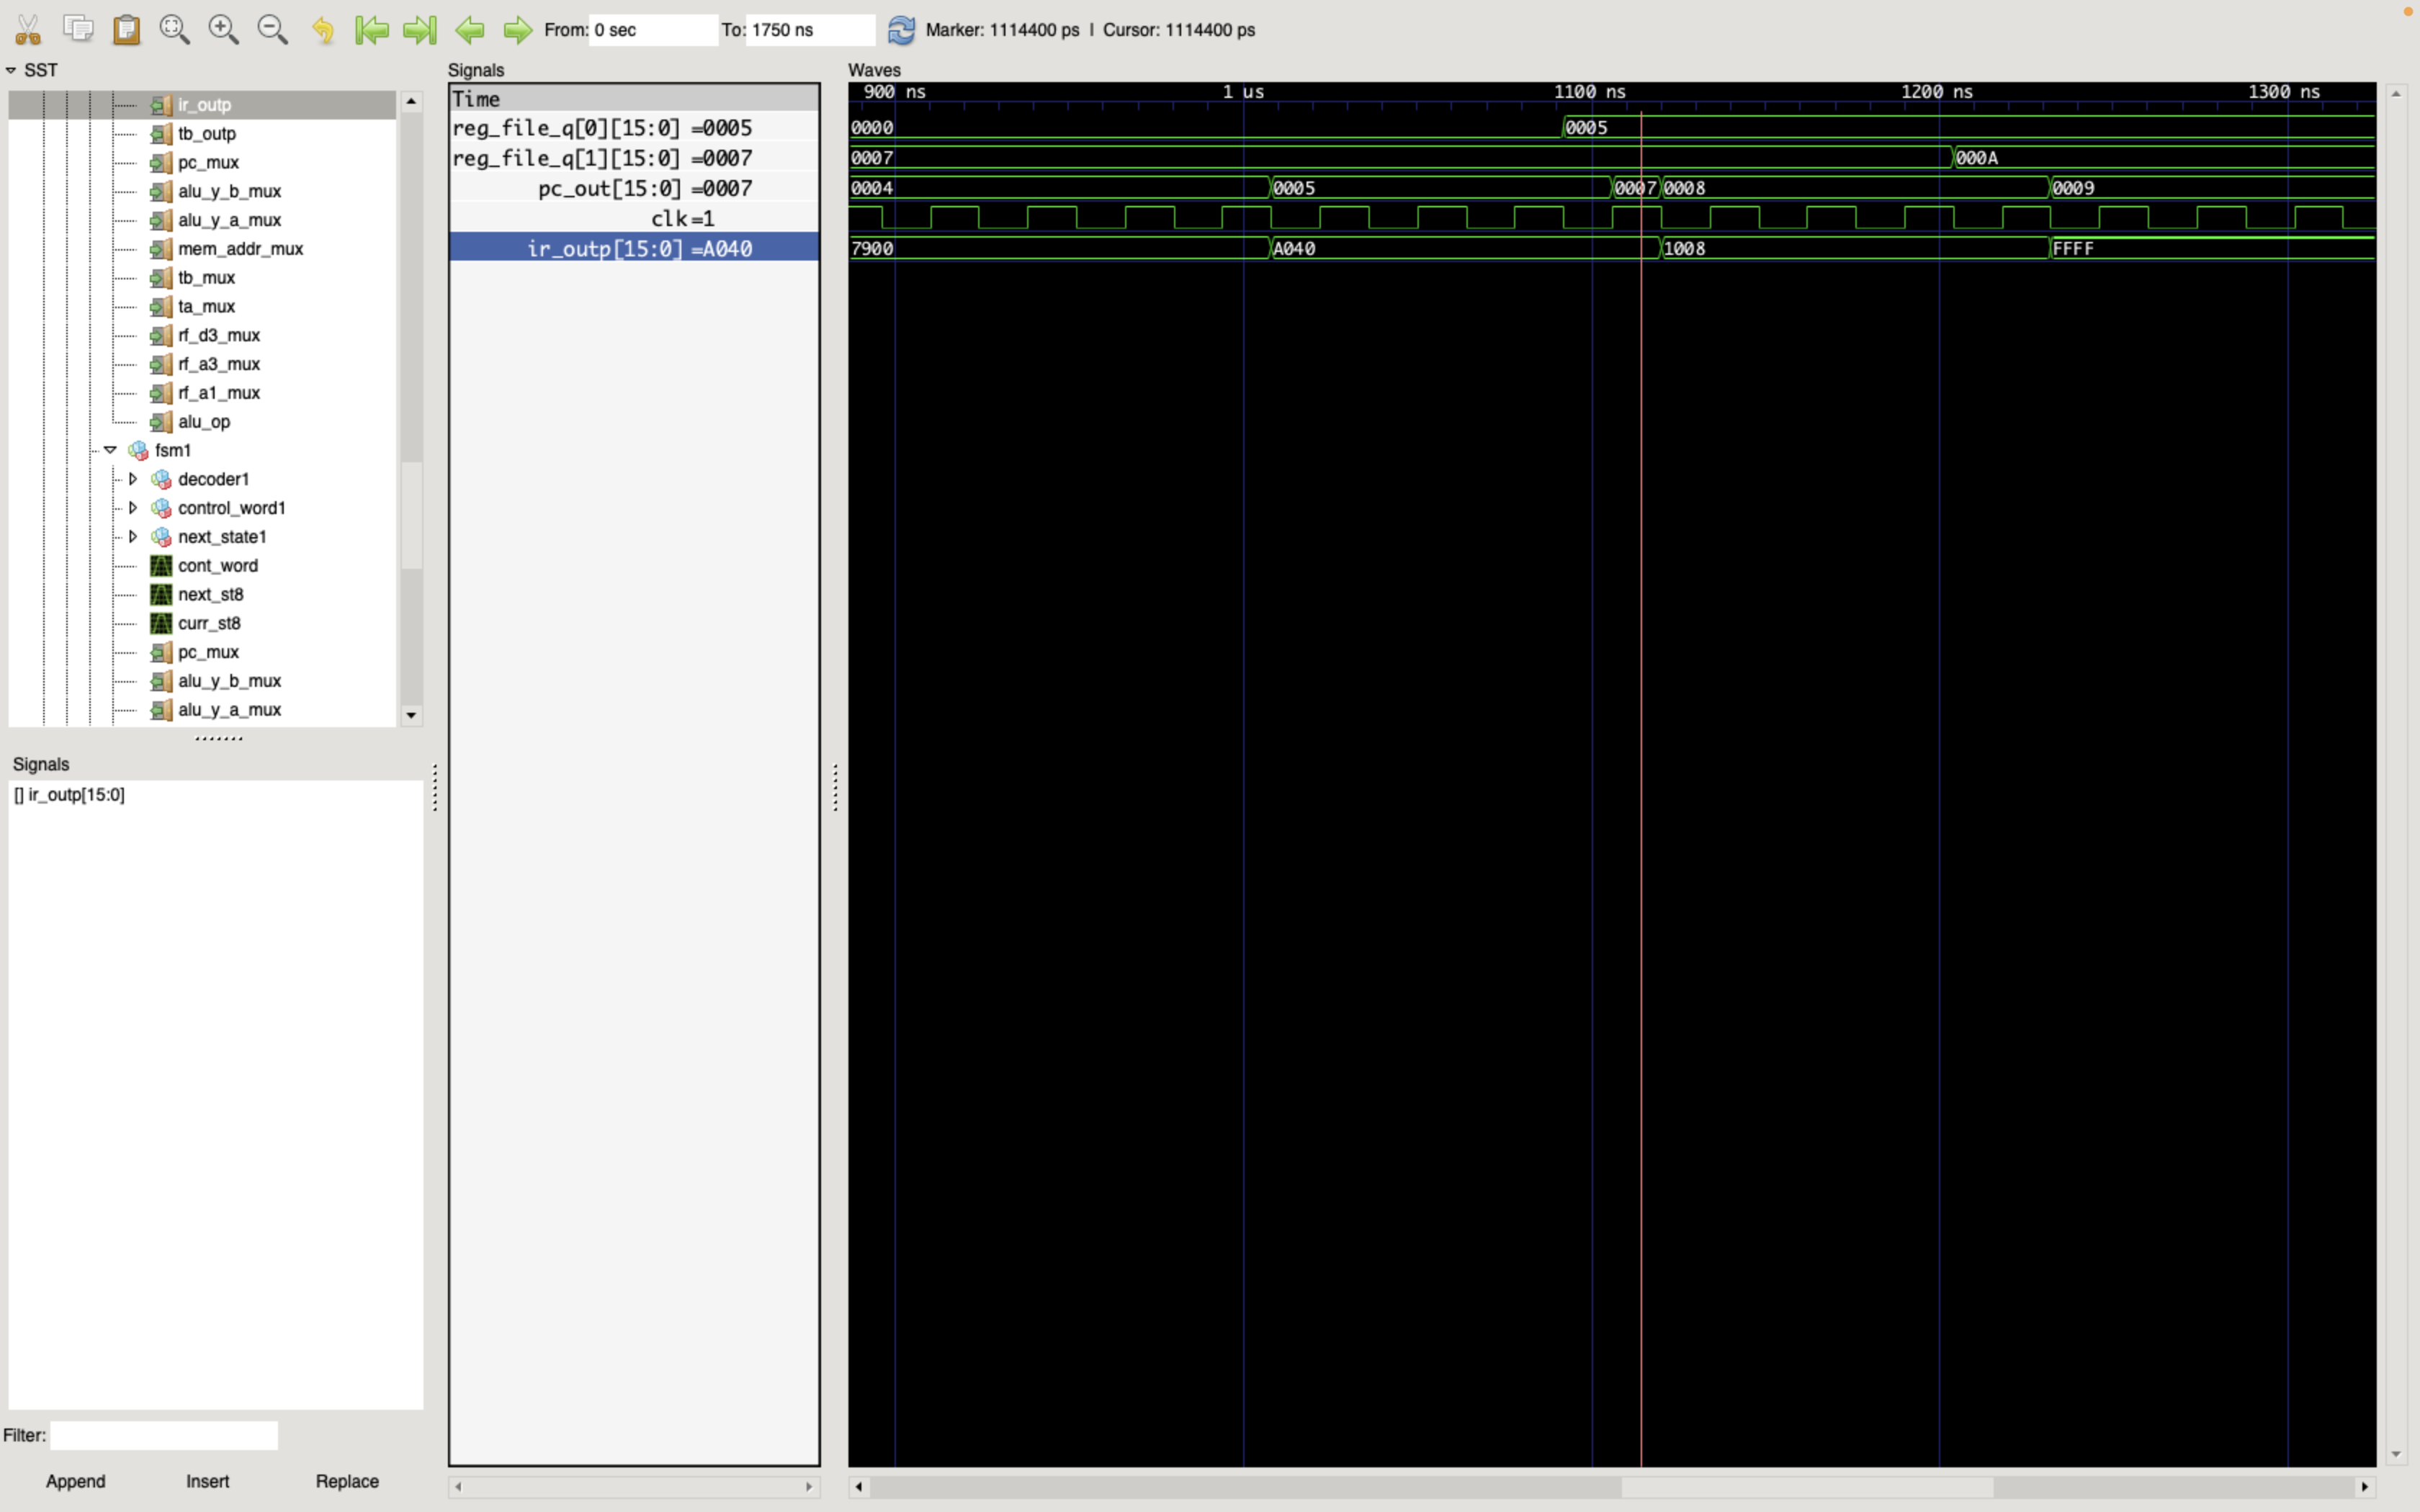 From: 0 sec To: 1750 ns Marker: 1114400 ps | Cursor: 1114400 ps
SST
ir_outp
tb_outp
pc_mux
alu_y_b_mux
alu_y_a_mux
mem_addr_mux
tb_mux
ta_mux
rf_d3_mux
rf_a3_mux
rf_a1_mux
alu_op
fsm1
decoder1
control_word1
next_state1
cont_word
next_st8
curr_st8
pc_mux
alu_y_b_mux
alu_y_a_mux
Signals
[] ir_outp[15:0]
Filter:
Append Insert Replace
Signals
Time
reg_file_q[0][15:0] =0005
reg_file_q[1][15:0] =0007
pc_out[15:0] =0007
clk=1
ir_outp[15:0] =A040
Waves
900 ns 1 us 1100 ns 1200 ns 1300 ns
0000 0005
0007 000A
0004 0005 0007 0008 0009
7900 A040 1008 FFFF